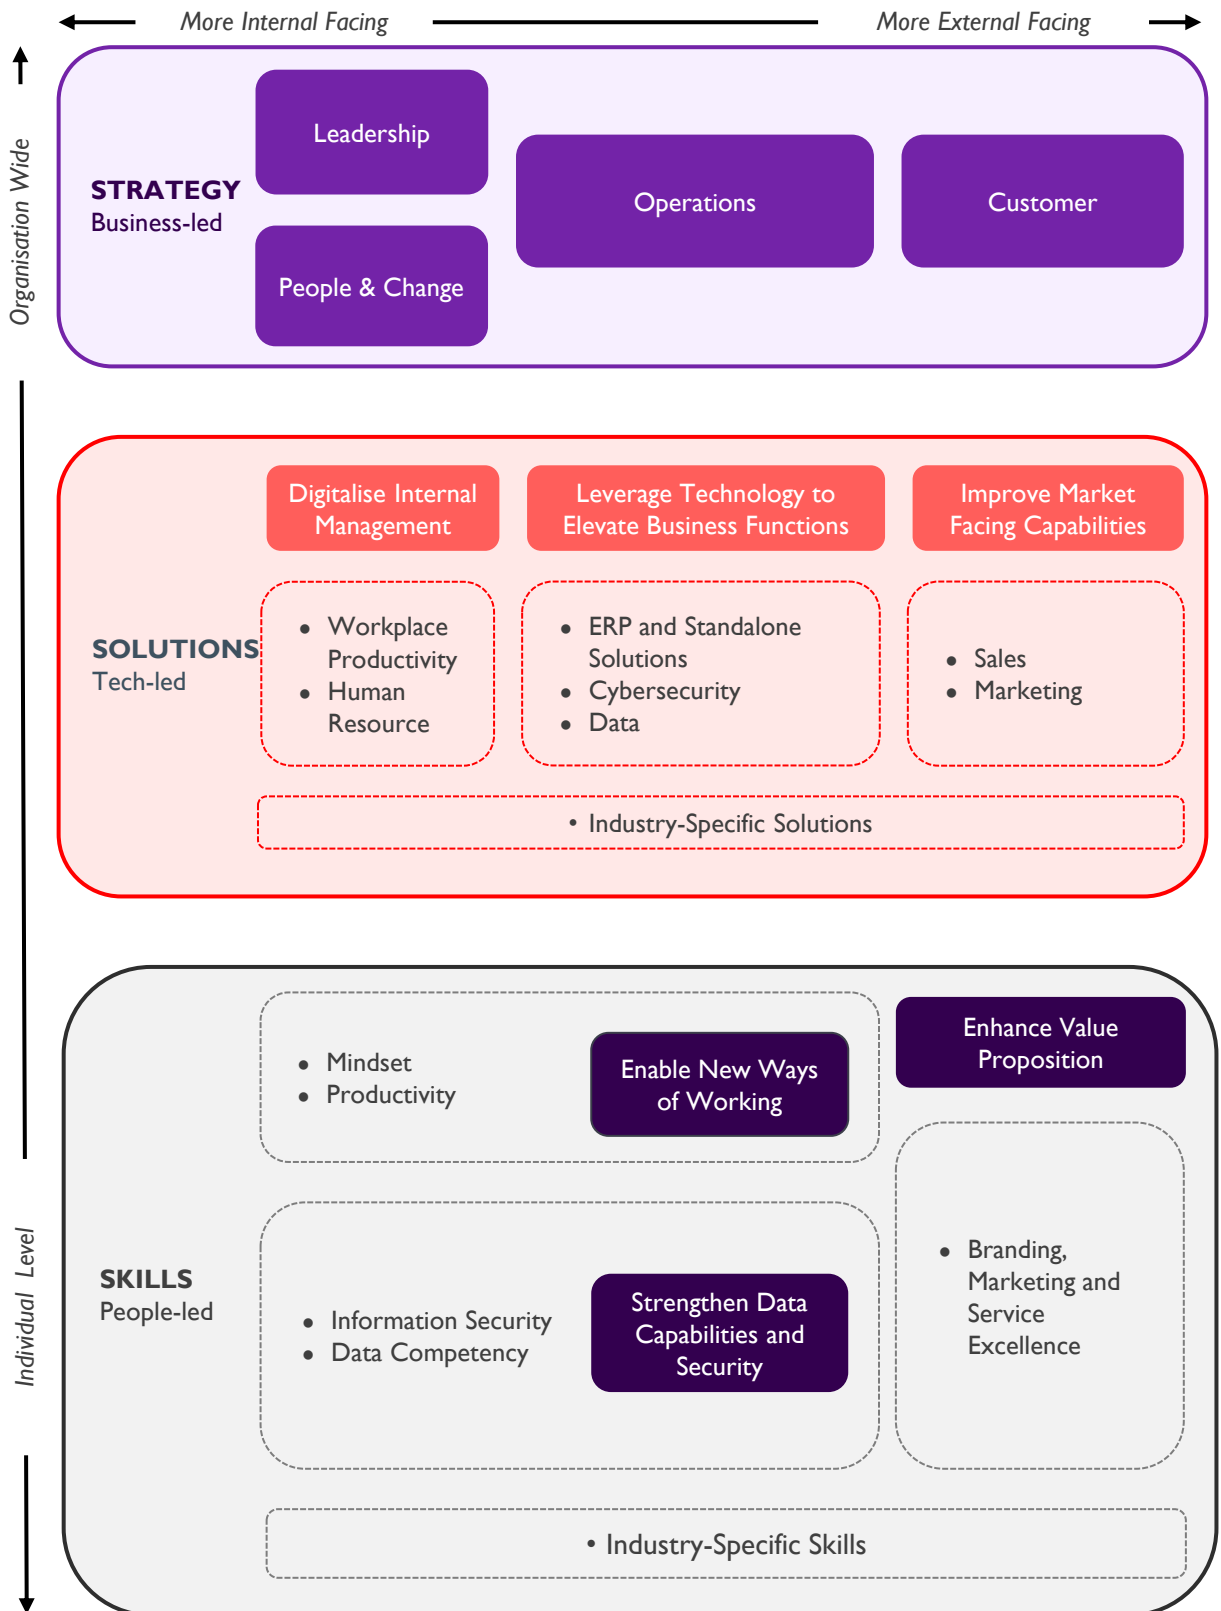 More Internal Facing
More External Facing
Organisation Wide
STRATEGY
Business-led
Leadership
People & Change
Operations
Customer
SOLUTIONS
Tech-led
Digitalise Internal
Management
Leverage Technology to
Elevate Business Functions
Improve Market
Facing Capabilities
• Workplace
Productivity
• Human
Resource
• ERP and Standalone
Solutions
• Cybersecurity
• Data
• Sales
• Marketing
• Industry-Specific Solutions
Individual Level
SKILLS
People-led
• Mindset
• Productivity
Enable New Ways
of Working
• Information Security
• Data Competency
Strengthen Data
Capabilities and
Security
Enhance Value
Proposition
• Branding,
Marketing and
Service
Excellence
• Industry-Specific Skills